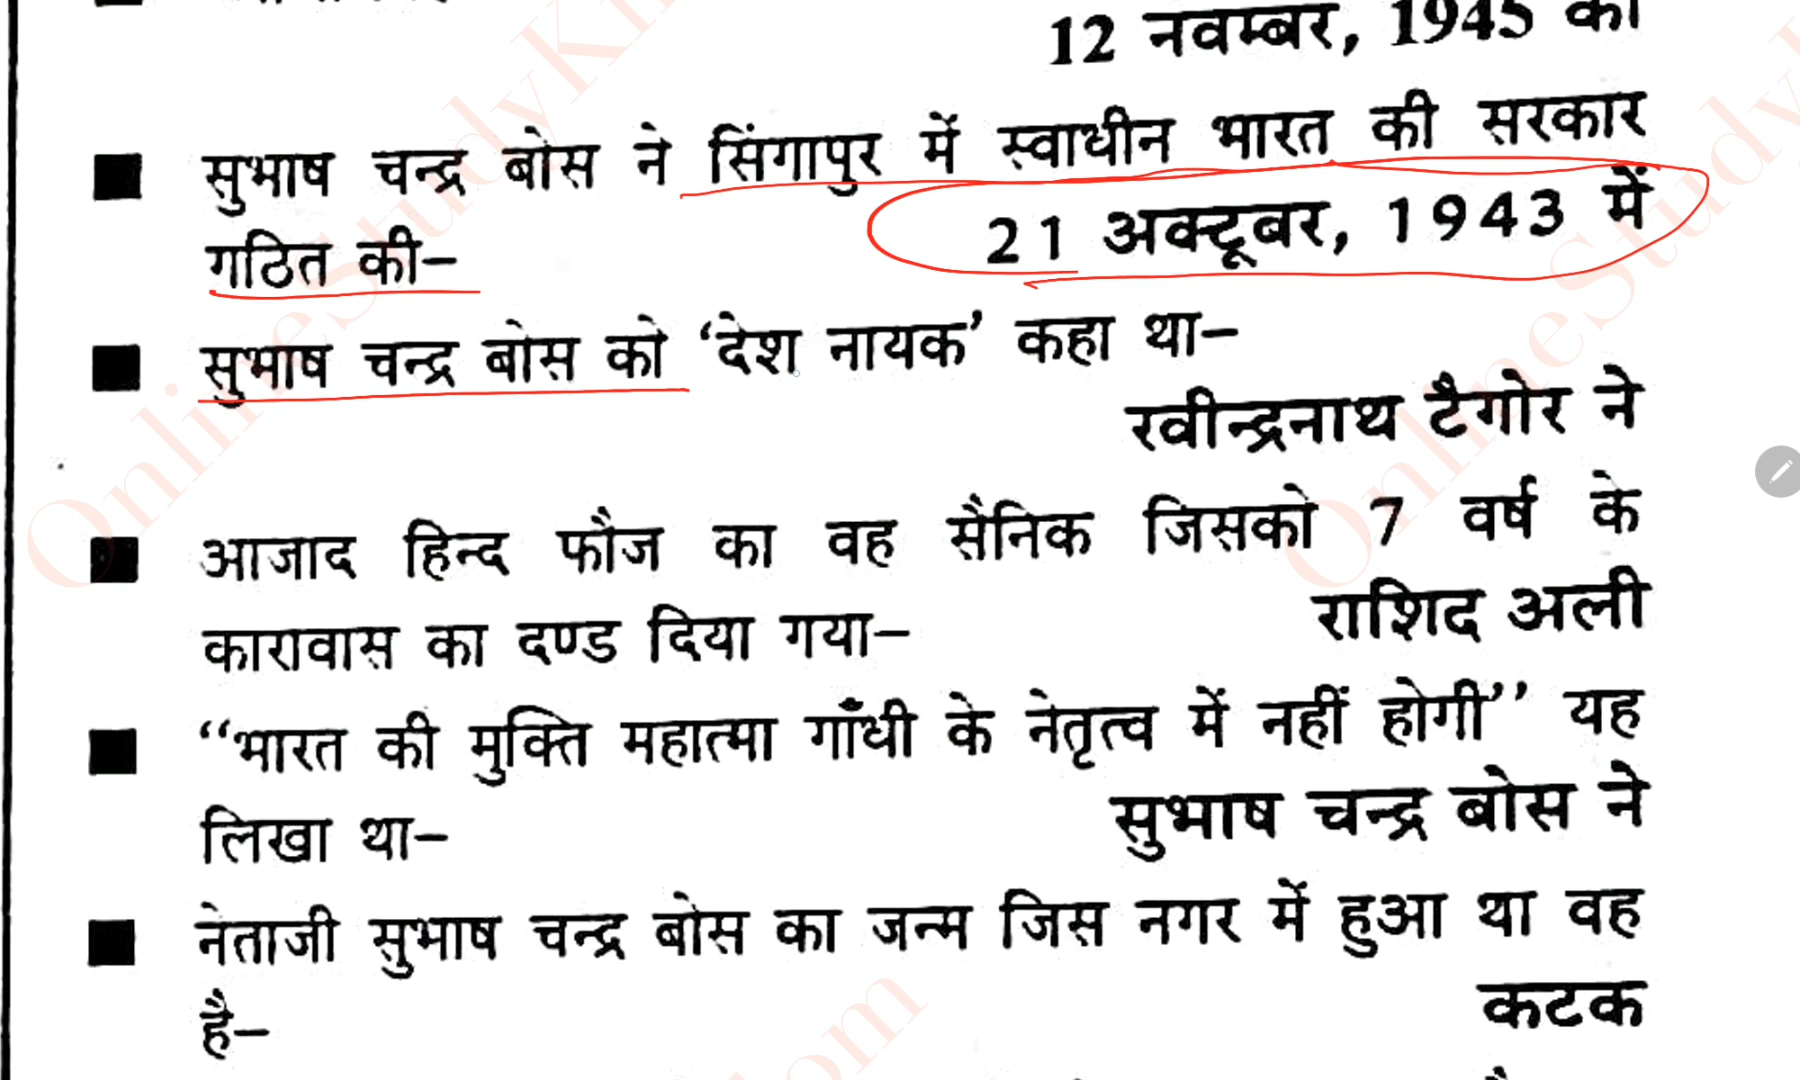 12 नवम्बर, 1945 को
सुभाष चन्द्र बोस ने सिंगापुर में स्वाधीन भारत की सरकार
गठित की– 21 अक्टूबर, 1943 में
सुभाष चन्द्र बोस को ‘देश नायक’ कहा था–
रवीन्द्रनाथ टैगोर ने
आजाद हिन्द फौज का वह सैनिक जिसको 7 वर्ष के
कारावास का दण्ड दिया गया– राशिद अली
“भारत की मुक्ति महात्मा गाँधी के नेतृत्व में नहीं होगी” यह
लिखा था– सुभाष चन्द्र बोस ने
नेताजी सुभाष चन्द्र बोस का जन्म जिस नगर में हुआ था वह
है– कटक